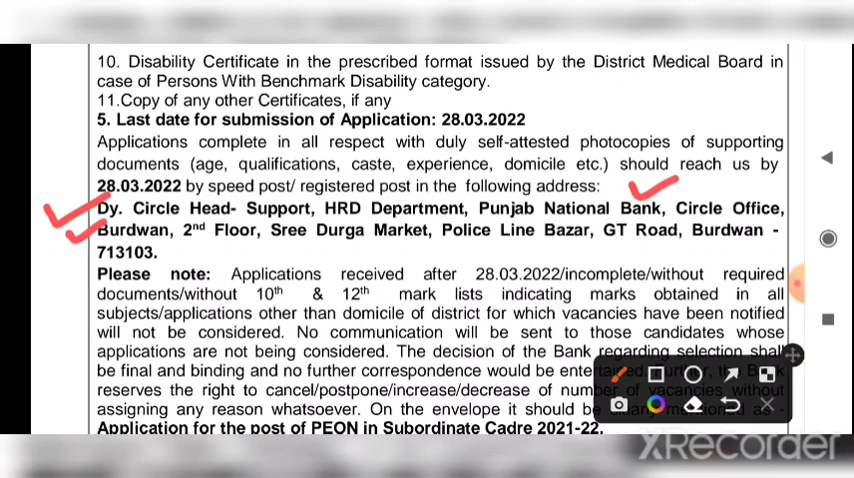 10. Disability Certificate in the prescribed format issued by the District Medical Board in
case of Persons With Benchmark Disability category.
11.Copy of any other Certificates, if any
5. Last date for submission of Application: 28.03.2022
Applications complete in all respect with duly self-attested photocopies of supporting
documents (age, qualifications, caste, experience, domicile etc.) should reach us by
28.03.2022 by speed post/ registered post in the following address:
Dy. Circle Head- Support, HRD Department, Punjab National Bank, Circle Office,
Burdwan, 2nd Floor, Sree Durga Market, Police Line Bazar, GT Road, Burdwan -
713103.
Please note: Applications received after 28.03.2022/incomplete/without required
documents/without 10th & 12th mark lists indicating marks obtained in all
subjects/applications other than domicile of district for which vacancies have been notified
will not be considered. No communication will be sent to those candidates whose
applications are not being considered. The decision of the Bank regarding selection shall
be final and binding and no further correspondence would be
reserves the right to cancel/postpone/increase/decrease of of vacancies without
assigning any reason whatsoever. On the envelope it should be
Application for the post of PEON in Subordinate Cadre 2021-22.
XRecorder